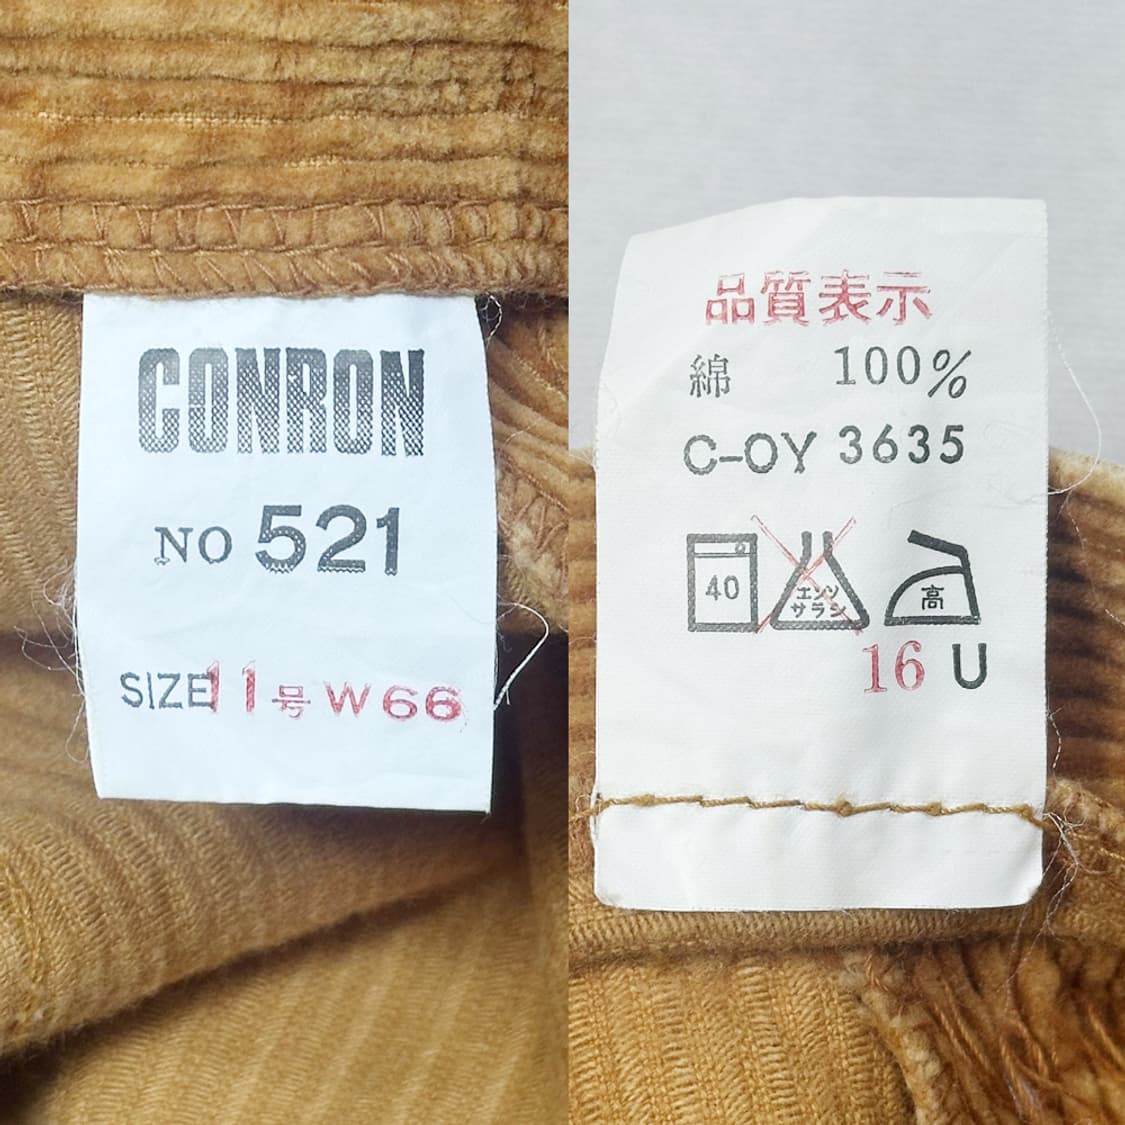 CONRON
NO 521
SIZE 11号 W66
品質表示
綿 100%
C-OY 3635
40
エンソ
サラシ
高
16 U